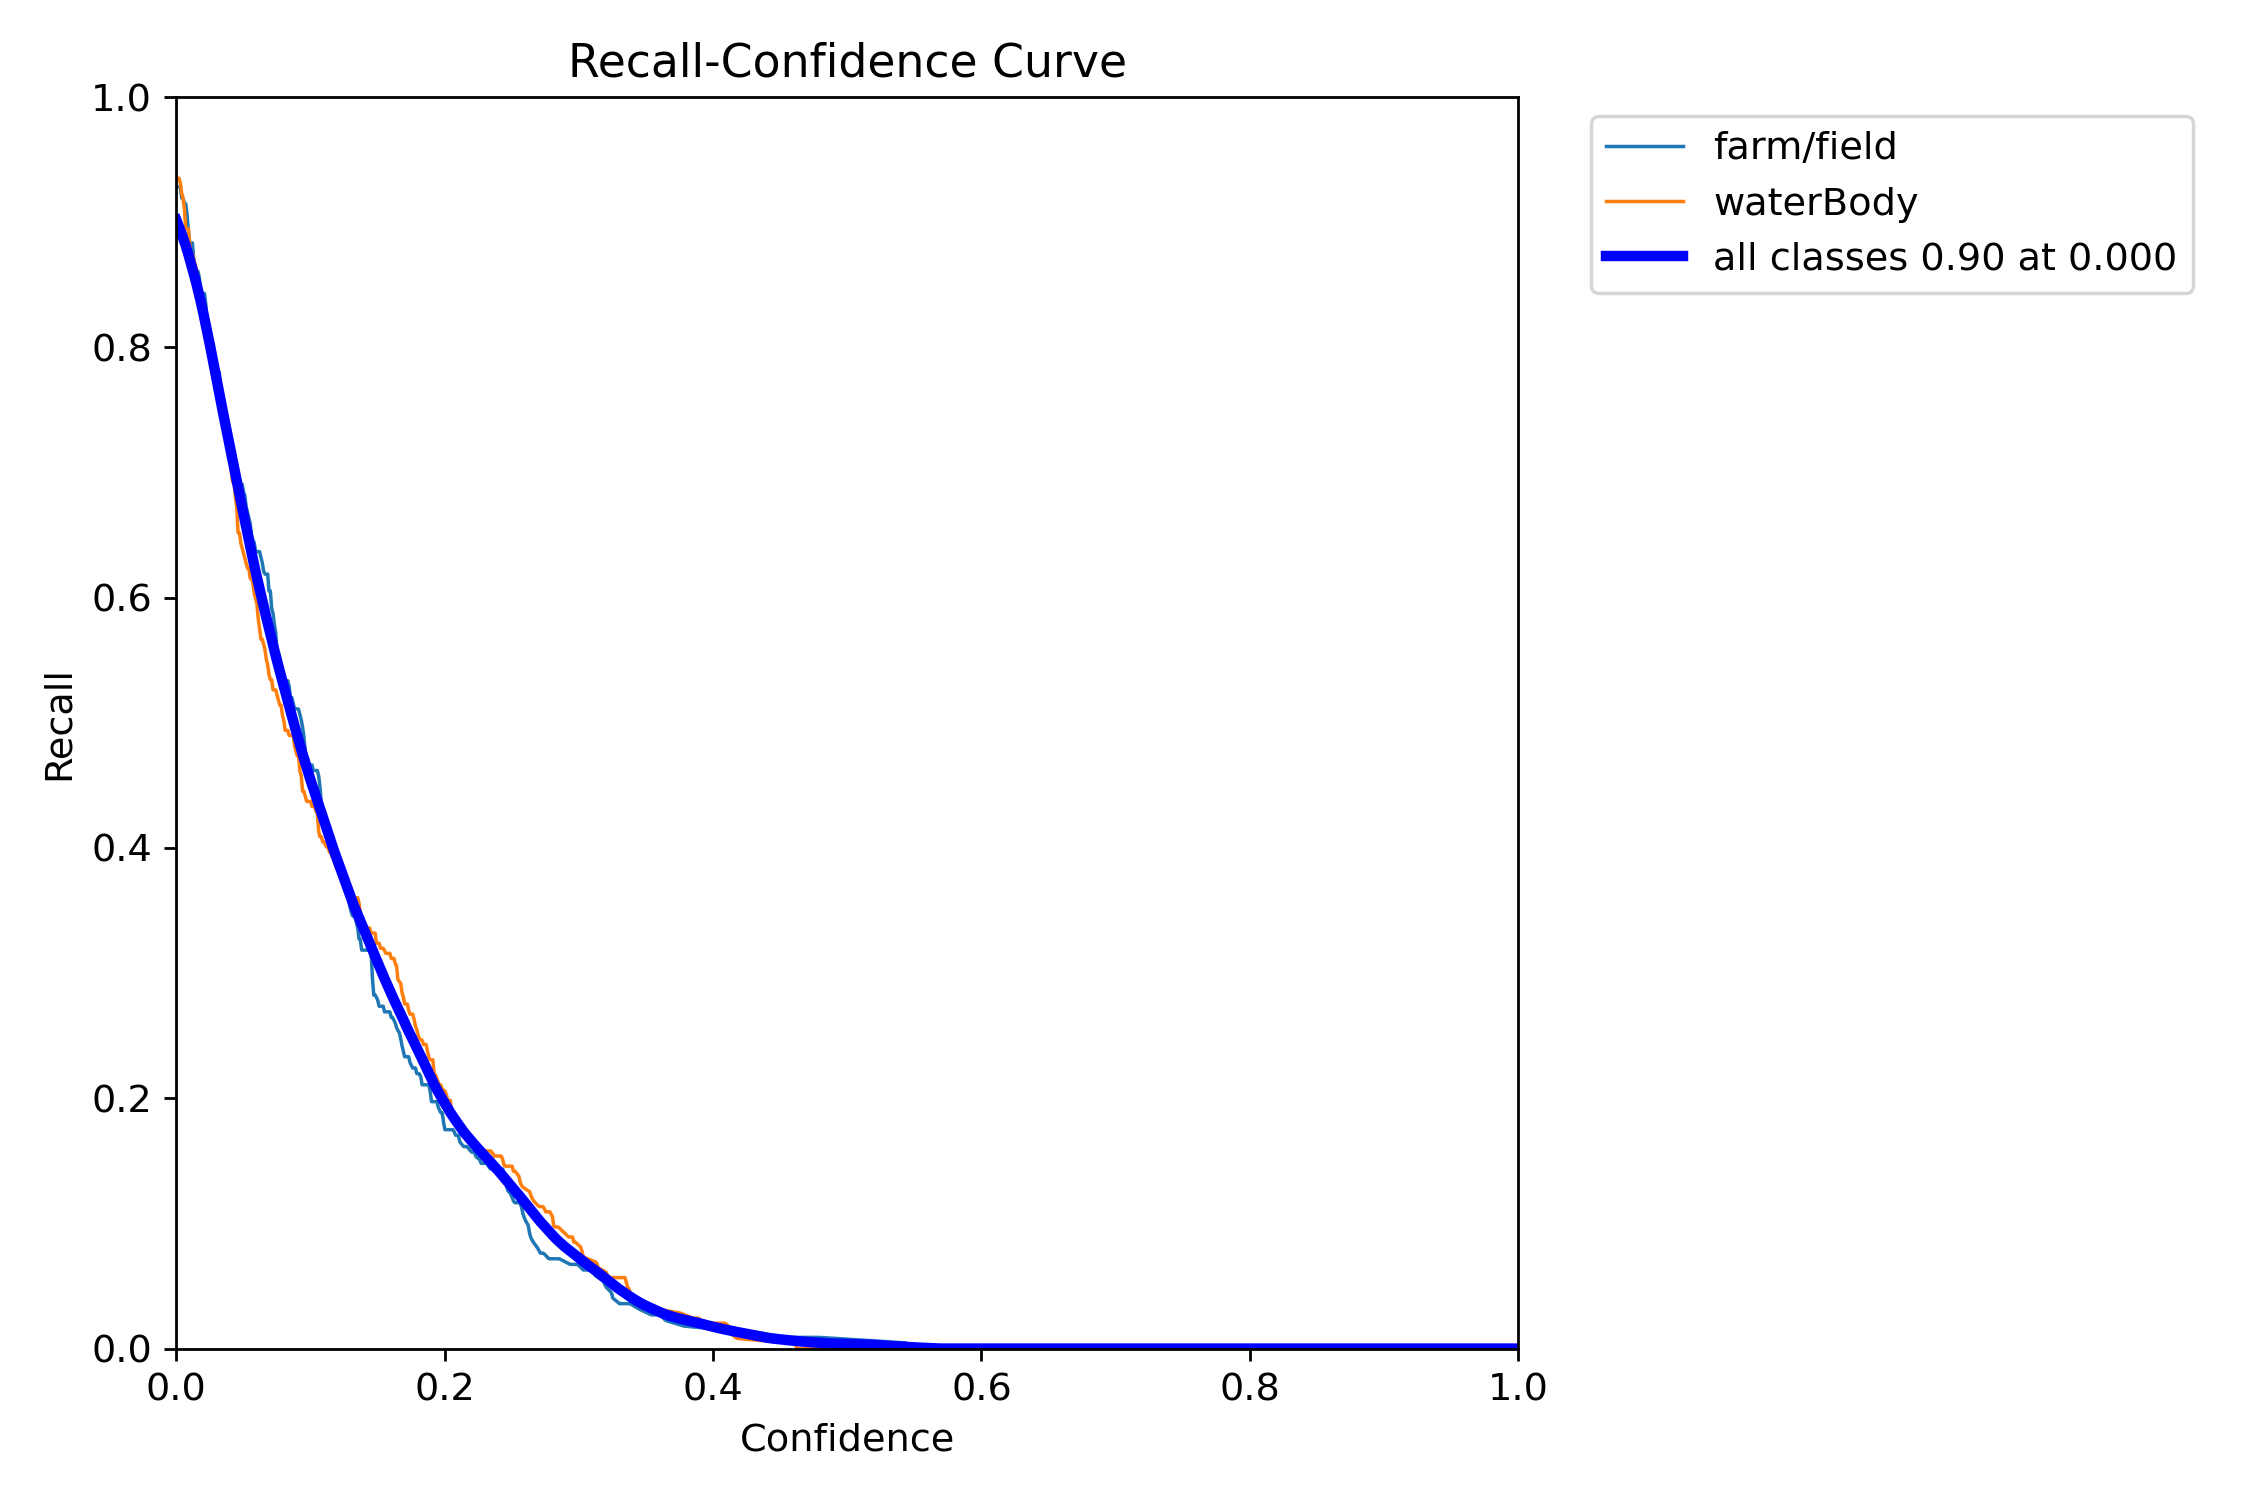 Recall-Confidence Curve
1.0
0.8
0.6
0.4
0.2
0.0
Recall
0.0 0.2 0.4 0.6 0.8 1.0
Confidence
farm/field
waterBody
all classes 0.90 at 0.000